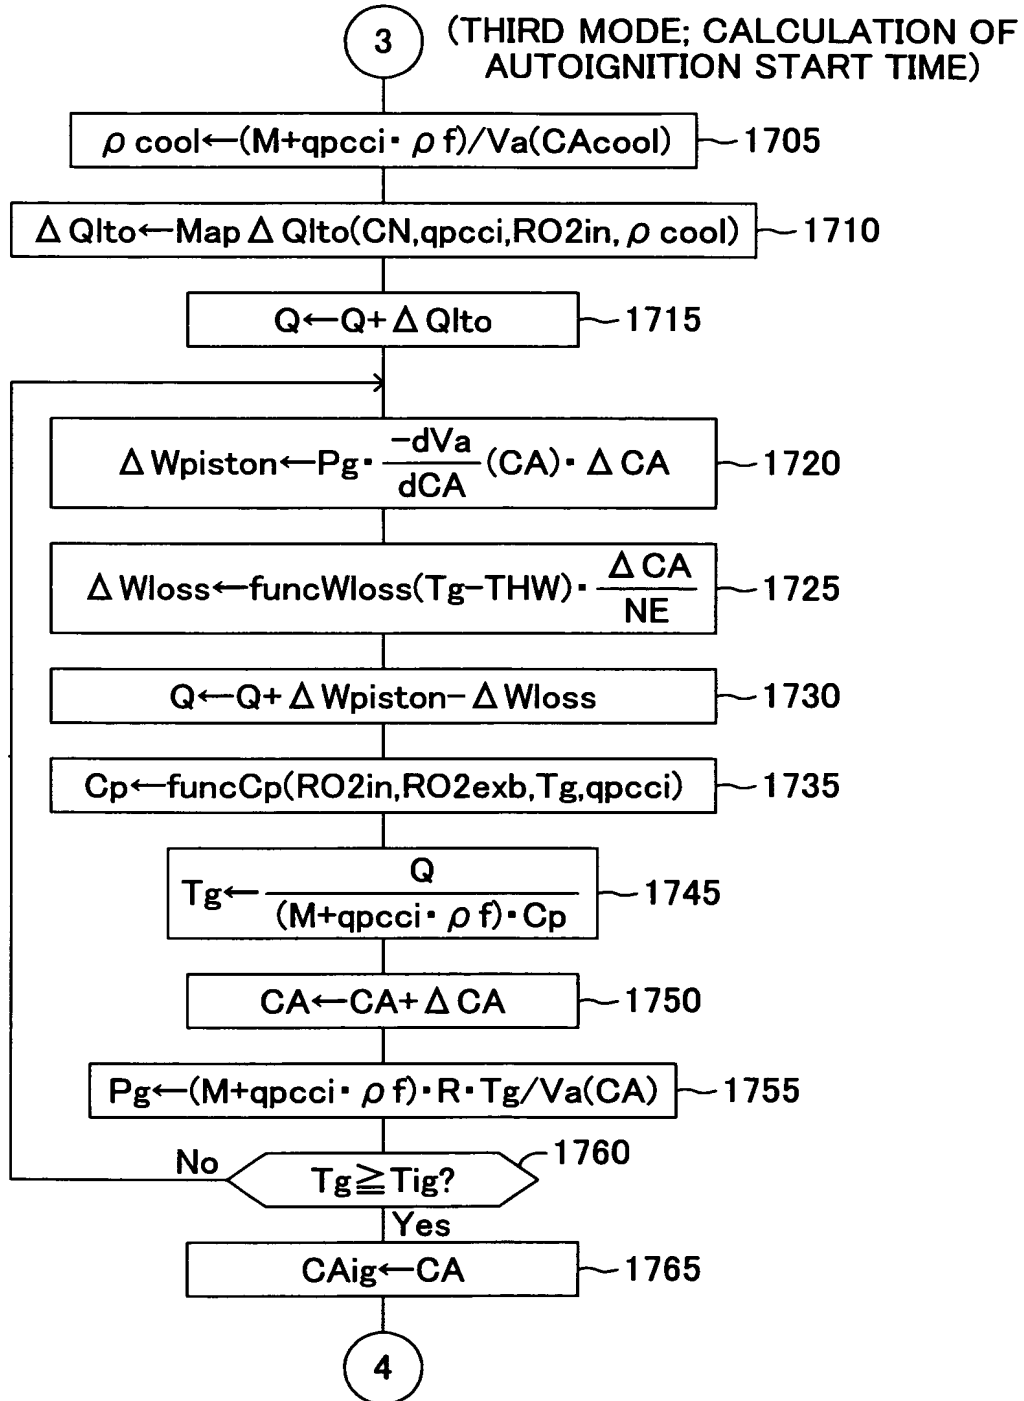 3
(THIRD MODE; CALCULATION OF
AUTOIGNITION START TIME)
ρ cool←(M+qpcci・ρ f)/Va(CAcool)
1705
Δ Qlto←Map Δ Qlto(CN,qpcci,RO2in, ρ cool)
1710
Q←Q+ Δ Qlto
1715
Δ Wpiston←Pg・ -dVa/dCA (CA)・ Δ CA
1720
Δ Wloss←funcWloss(Tg-THW)・ Δ CA/NE
1725
Q←Q+ Δ Wpiston- Δ Wloss
1730
Cp←funcCp(RO2in,RO2exb,Tg,qpcci)
1735
Tg← Q/(M+qpcci・ρ f)・Cp
1745
CA←CA+ Δ CA
1750
Pg←(M+qpcci・ρ f)・R・Tg/Va(CA)
1755
No
Tg≧Tig?
1760
Yes
CAig←CA
1765
4